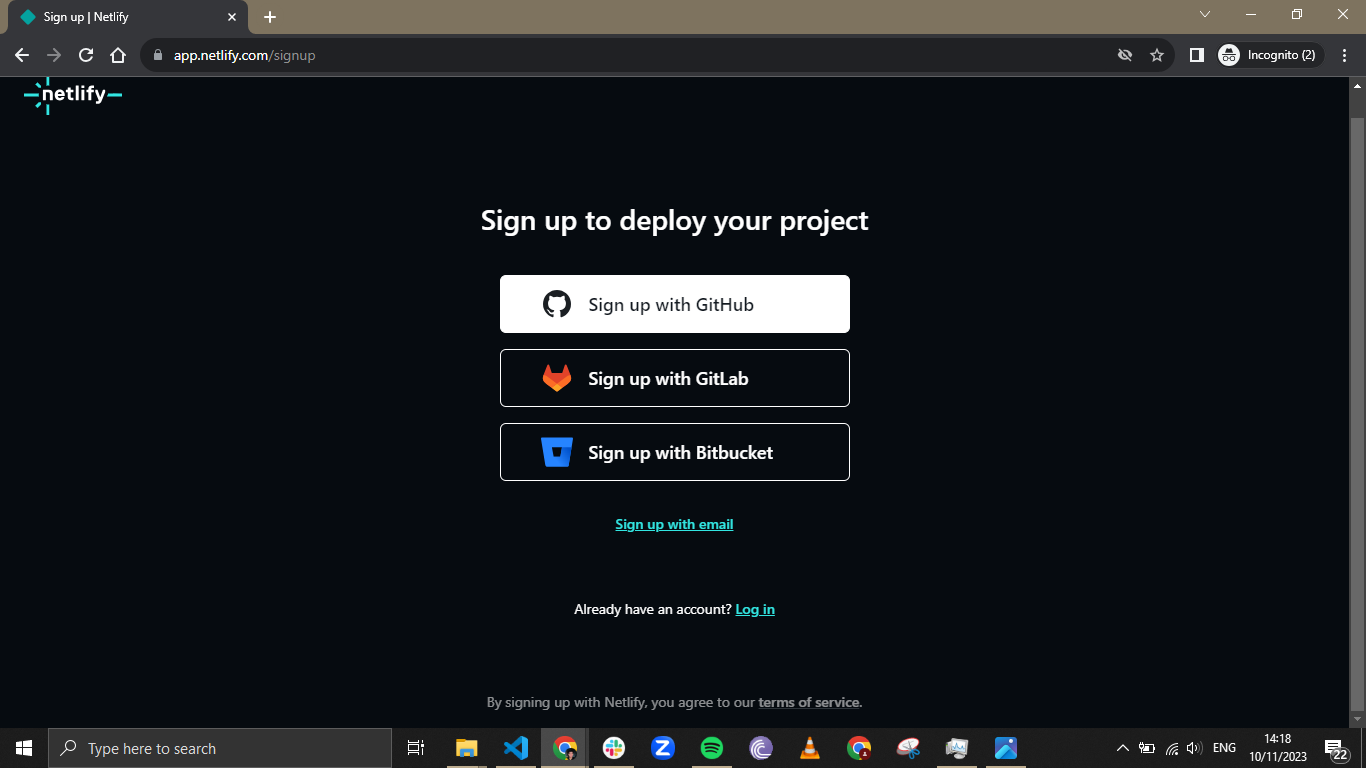 Sign up | Netlify
app.netlify.com/signup
Incognito (2)
netlify
Sign up to deploy your project
Sign up with GitHub
Sign up with GitLab
Sign up with Bitbucket
Sign up with email
Already have an account? Log in
By signing up with Netlify, you agree to our terms of service.
Type here to search
ENG
14:18
10/11/2023
22